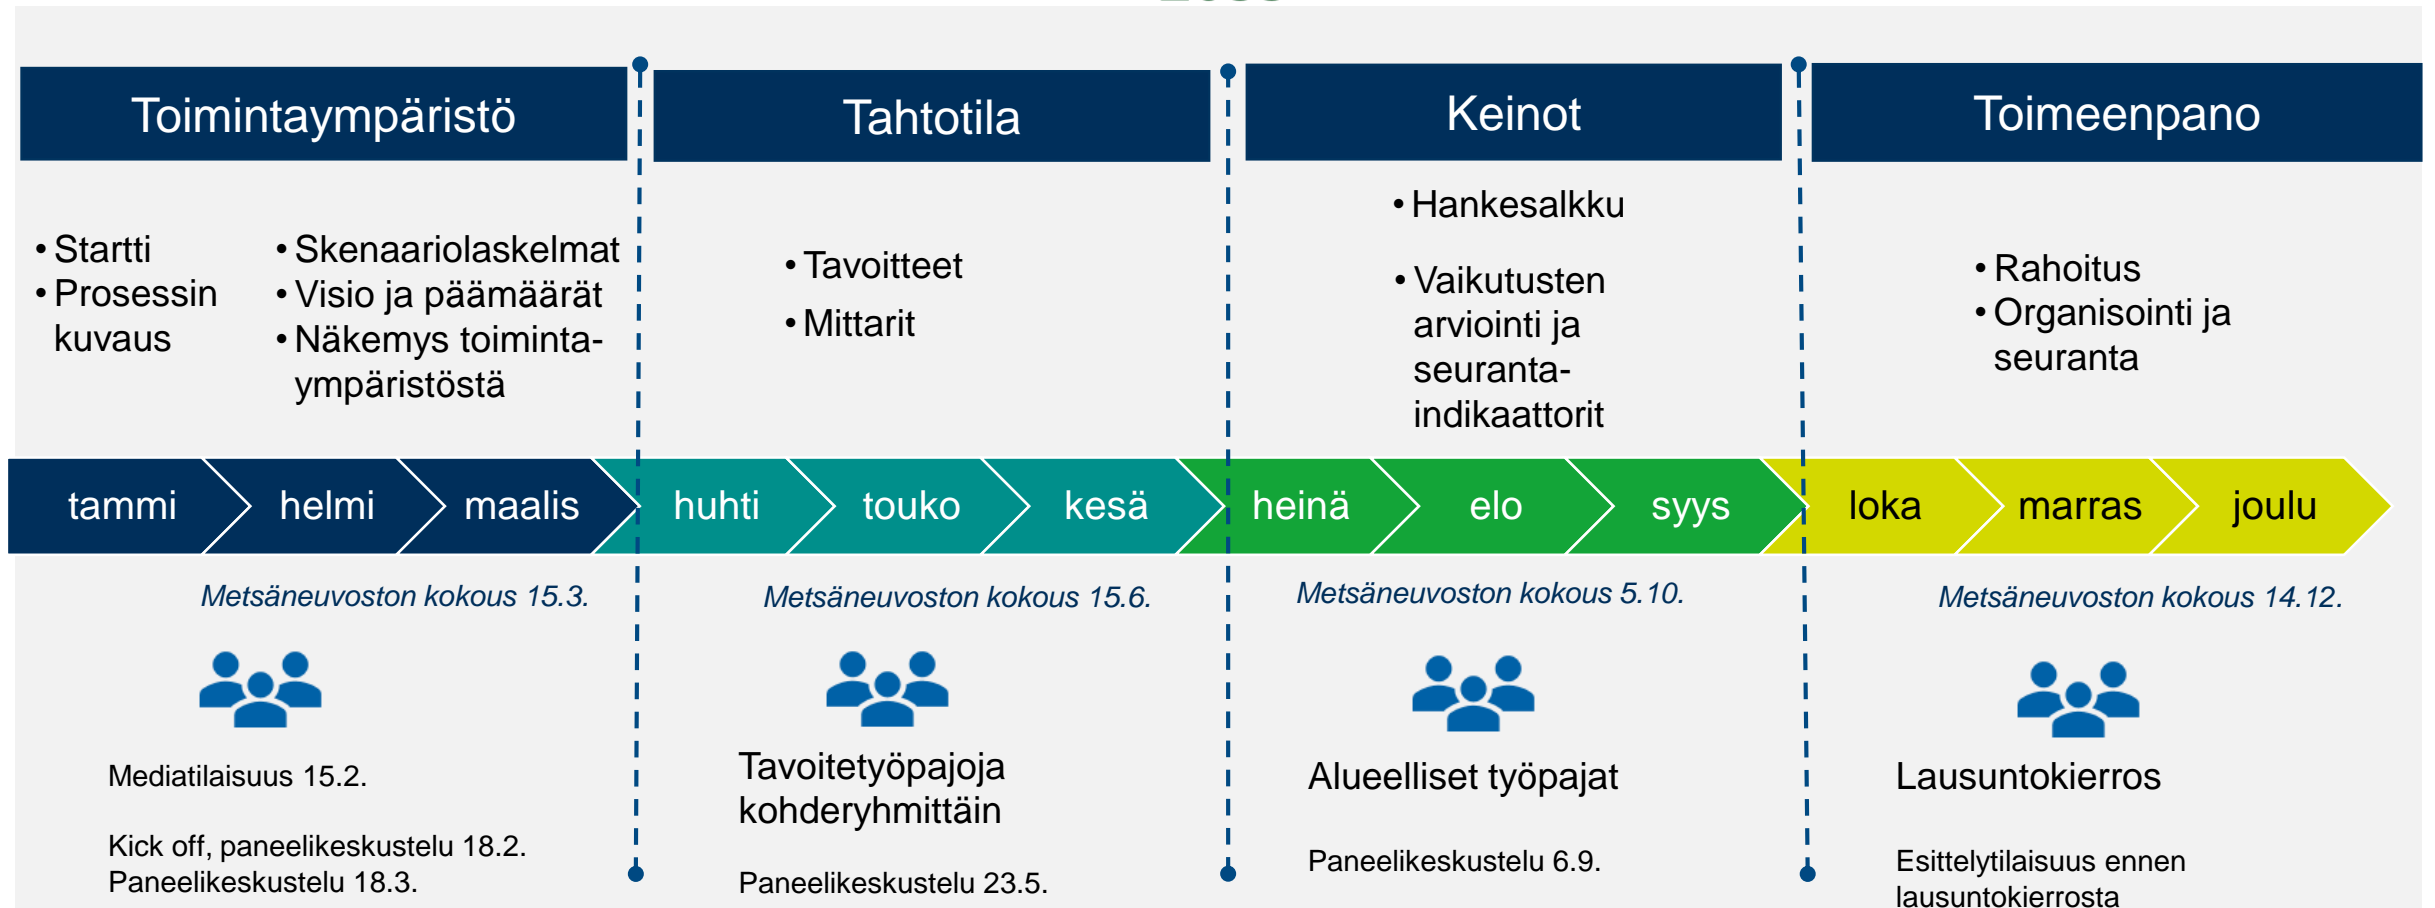 Toimintaympäristö
Tahtotila
Keinot
Toimeenpano
• Startti
• Prosessin
kuvaus
• Skenaariolaskelmat
• Visio ja päämäärät
• Näkemys toiminta-
ympäristöstä
• Tavoitteet
• Mittarit
• Hankesalkku
• Vaikutusten
arviointi ja
seuranta-
indikaattorit
• Rahoitus
• Organisointi ja
seuranta
tammi
helmi
maalis
huhti
touko
kesä
heinä
elo
syys
loka
marras
joulu
Metsäneuvoston kokous 15.3.
Metsäneuvoston kokous 15.6.
Metsäneuvoston kokous 5.10.
Metsäneuvoston kokous 14.12.
Mediatilaisuus 15.2.
Kick off, paneelikeskustelu 18.2.
Paneelikeskustelu 18.3.
Tavoitetyöpajoja
kohderyhmittäin
Paneelikeskustelu 23.5.
Alueelliset työpajat
Paneelikeskustelu 6.9.
Lausuntokierros
Esittelytilaisuus ennen
lausuntokierrosta